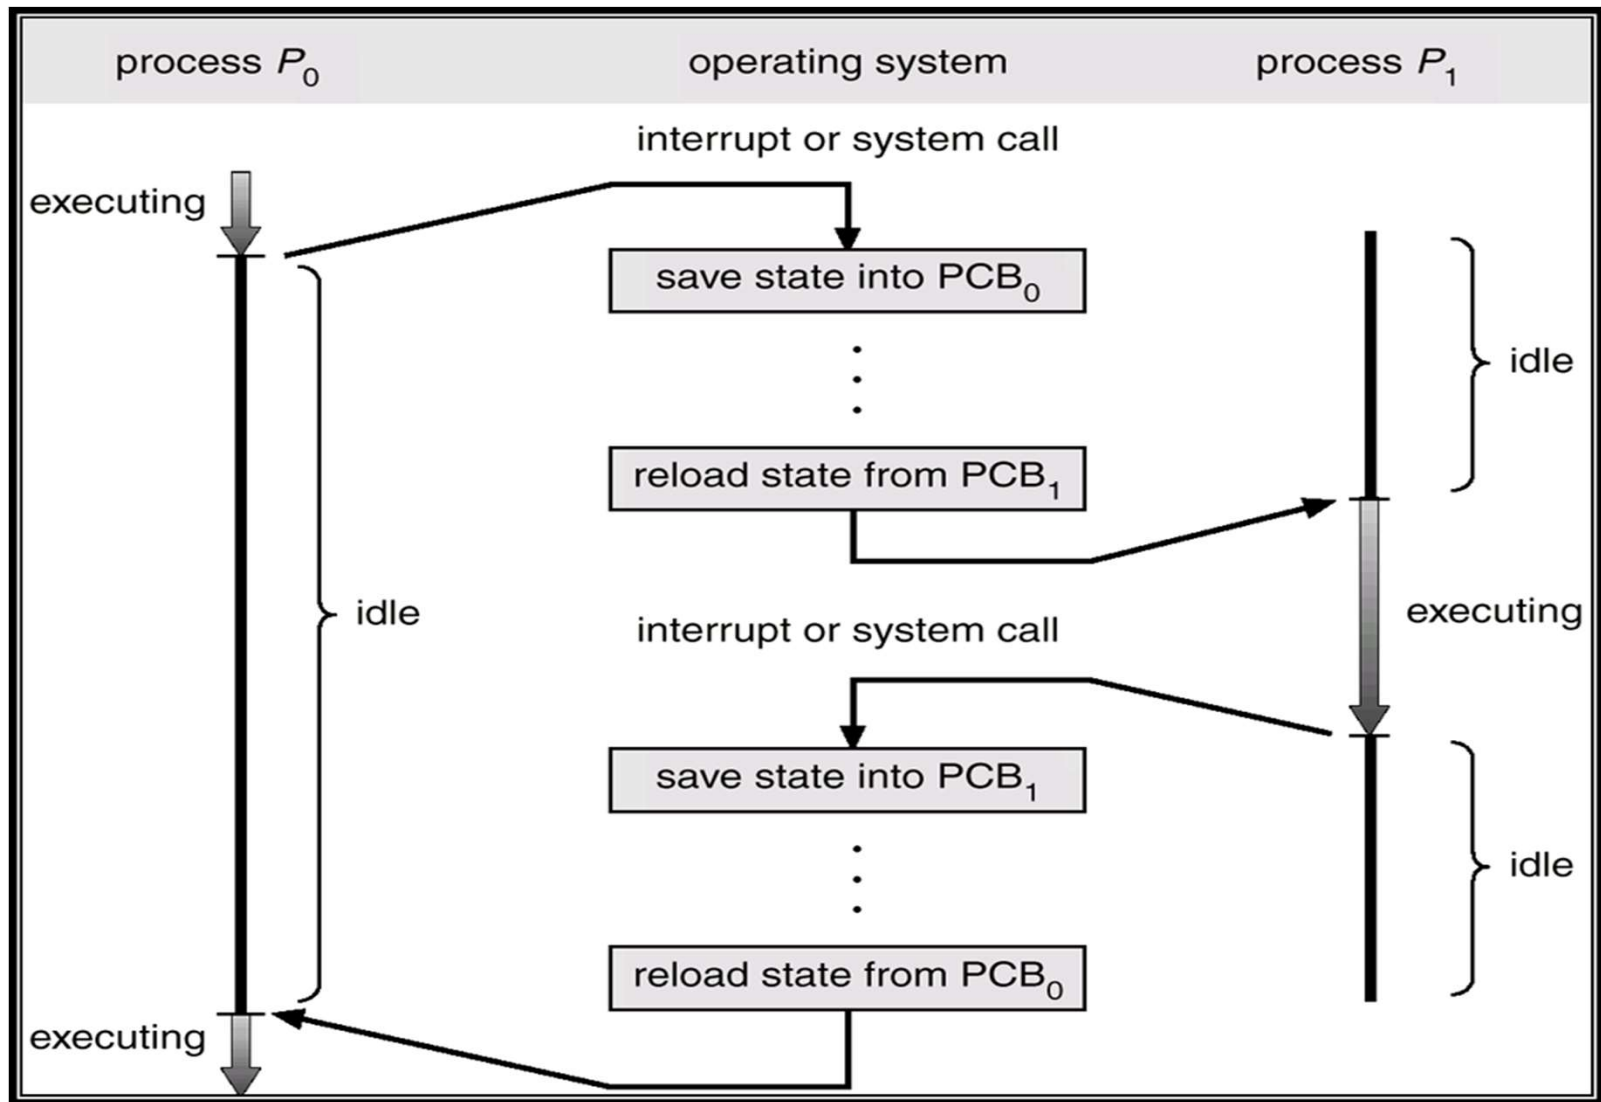 process P0
operating system
process P1
interrupt or system call
executing
save state into PCB0
idle
reload state from PCB1
idle
executing
interrupt or system call
save state into PCB1
idle
reload state from PCB0
executing